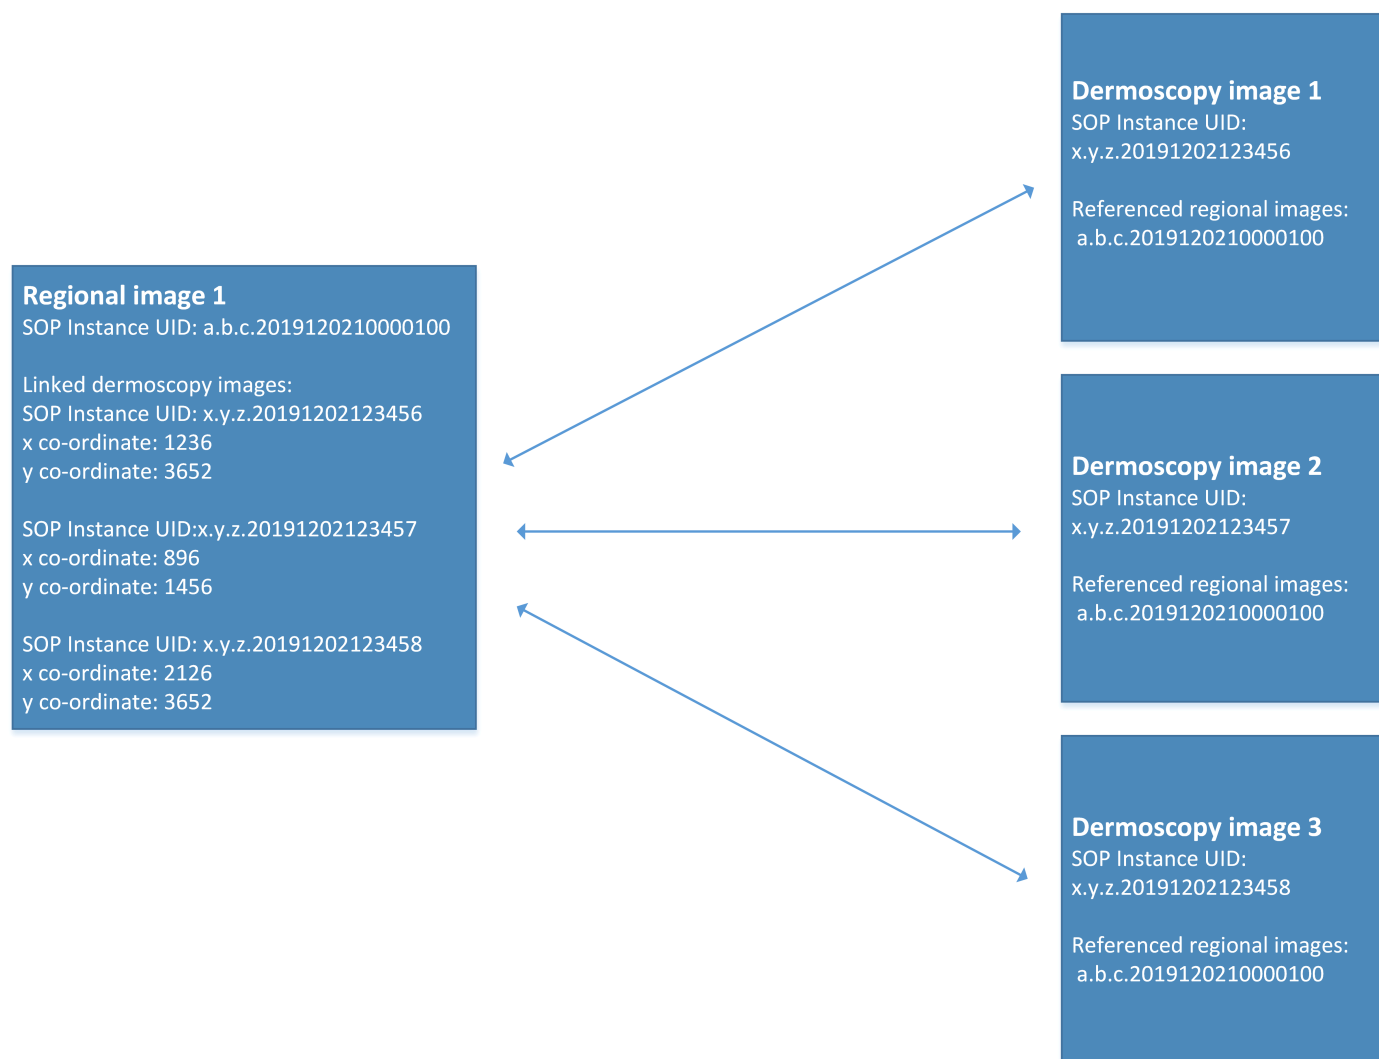 Regional image 1
SOP Instance UID: a.b.c.2019120210000100
Linked dermoscopy images:
SOP Instance UID: x.y.z.20191202123456
x co-ordinate: 1236
y co-ordinate: 3652
SOP Instance UID:x.y.z.20191202123457
x co-ordinate: 896
y co-ordinate: 1456
SOP Instance UID: x.y.z.20191202123458
x co-ordinate: 2126
y co-ordinate: 3652
Dermoscopy image 1
SOP Instance UID:
x.y.z.20191202123456
Referenced regional images:
a.b.c.2019120210000100
Dermoscopy image 2
SOP Instance UID:
x.y.z.20191202123457
Referenced regional images:
a.b.c.2019120210000100
Dermoscopy image 3
SOP Instance UID:
x.y.z.20191202123458
Referenced regional images:
a.b.c.2019120210000100